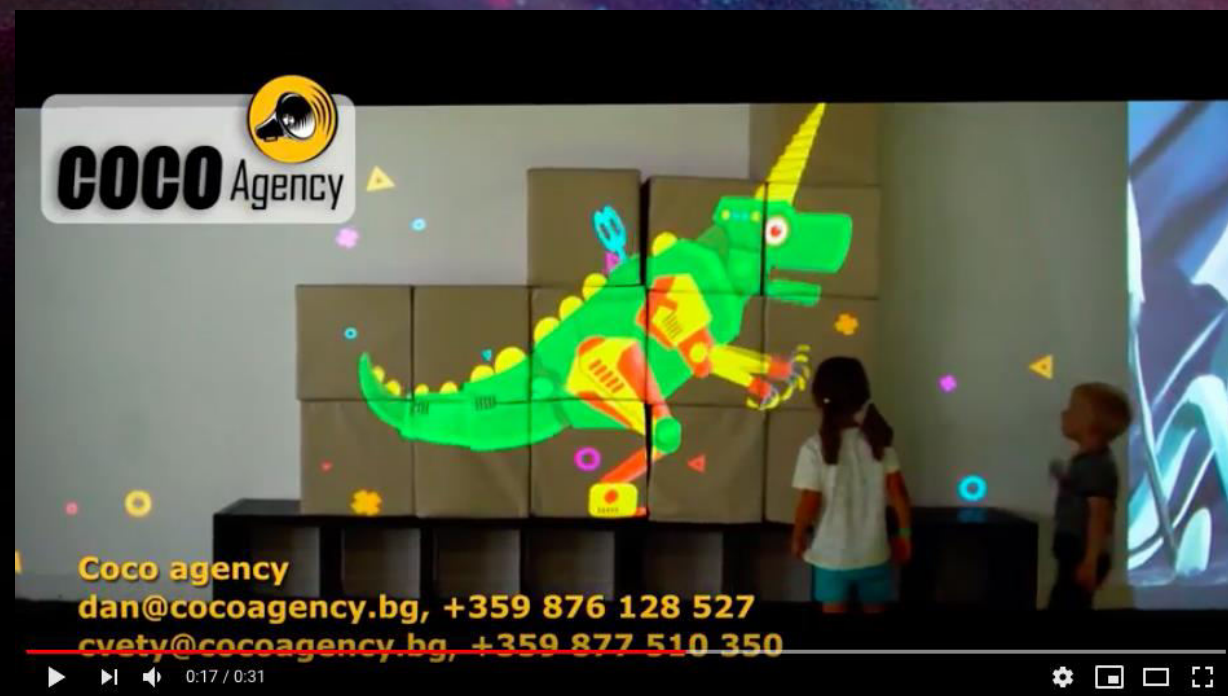 COCO Agency
Coco agency
dan@cocoagency.bg, +359 876 128 527
cvety@cocoagency.bg, +359 877 510 350
0:17 / 0:31